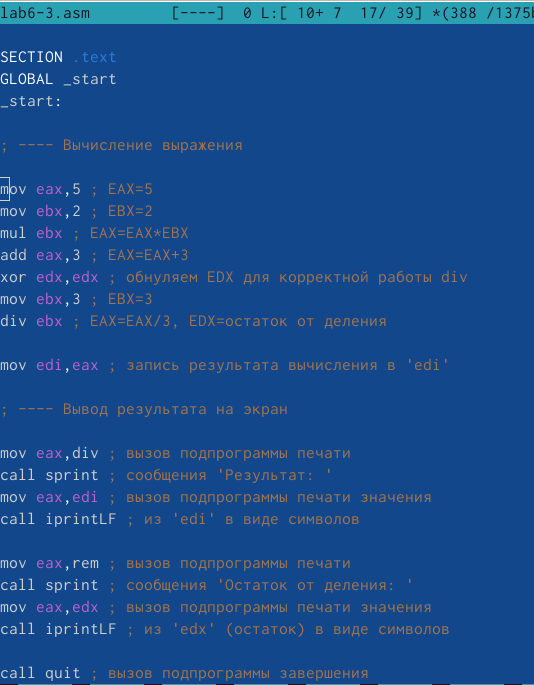 lab6-3.asm [----] 0 L:[ 10+ 7 17/ 39] *(388 /1375b
SECTION .text
GLOBAL _start
_start:
; ---- Вычисление выражения
mov eax,5 ; EAX=5
mov ebx,2 ; EBX=2
mul ebx ; EAX=EAX*EBX
add eax,3 ; EAX=EAX+3
xor edx,edx ; обнуляем EDX для корректной работы div
mov ebx,3 ; EBX=3
div ebx ; EAX=EAX/3, EDX=остаток от деления
mov edi,eax ; запись результата вычисления в 'edi'
; ---- Вывод результата на экран
mov eax,div ; вызов подпрограммы печати
call sprint ; сообщения 'Результат: '
mov eax,edi ; вызов подпрограммы печати значения
call iprintLF ; из 'edi' в виде символов
mov eax,rem ; вызов подпрограммы печати
call sprint ; сообщения 'Остаток от деления: '
mov eax,edx ; вызов подпрограммы печати значения
call iprintLF ; из 'edx' (остаток) в виде символов
call quit ; вызов подпрограммы завершения